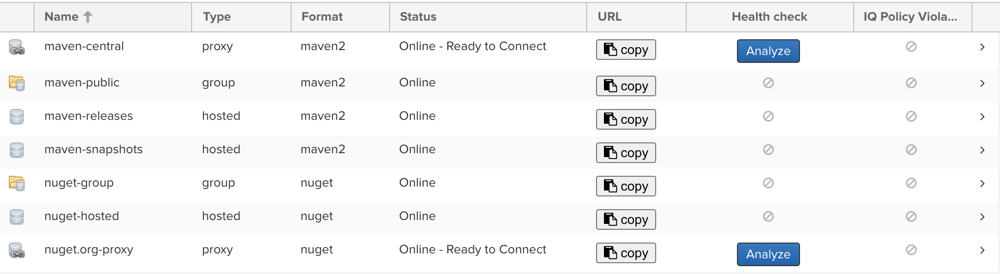 Name Type Format Status URL Health check IQ Policy Viola...
maven-central proxy maven2 Online - Ready to Connect copy Analyze
maven-public group maven2 Online copy
maven-releases hosted maven2 Online copy
maven-snapshots hosted maven2 Online copy
nuget-group group nuget Online copy
nuget-hosted hosted nuget Online copy
nuget.org-proxy proxy nuget Online - Ready to Connect copy Analyze